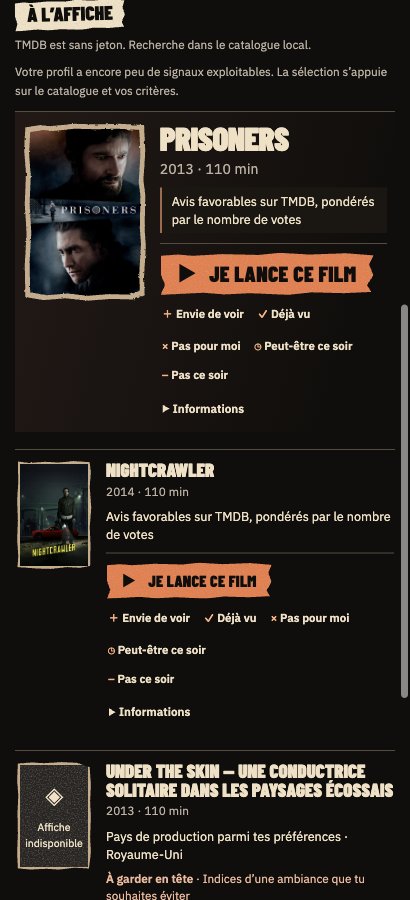 À L'AFFICHE
TMDB est sans jeton. Recherche dans le catalogue local.
Votre profil a encore peu de signaux exploitables. La sélection s'appuie
sur le catalogue et vos critères.
PRISONERS
PRISONERS
2013 · 110 min
Avis favorables sur TMDB, pondérés
par le nombre de votes
JE LANCE CE FILM
+ Envie de voir ✓ Déjà vu
× Pas pour moi ◷ Peut-être ce soir
– Pas ce soir
▶ Informations
NIGHTCRAWLER
NIGHTCRAWLER
2014 · 110 min
Avis favorables sur TMDB, pondérés par le nombre
de votes
JE LANCE CE FILM
+ Envie de voir ✓ Déjà vu × Pas pour moi
◷ Peut-être ce soir
– Pas ce soir
▶ Informations
Affiche
indisponible
UNDER THE SKIN — UNE CONDUCTRICE
SOLITAIRE DANS LES PAYSAGES ÉCOSSAIS
2013 · 110 min
Pays de production parmi tes préférences ·
Royaume-Uni
À garder en tête · Indices d'une ambiance que tu
souhaites éviter